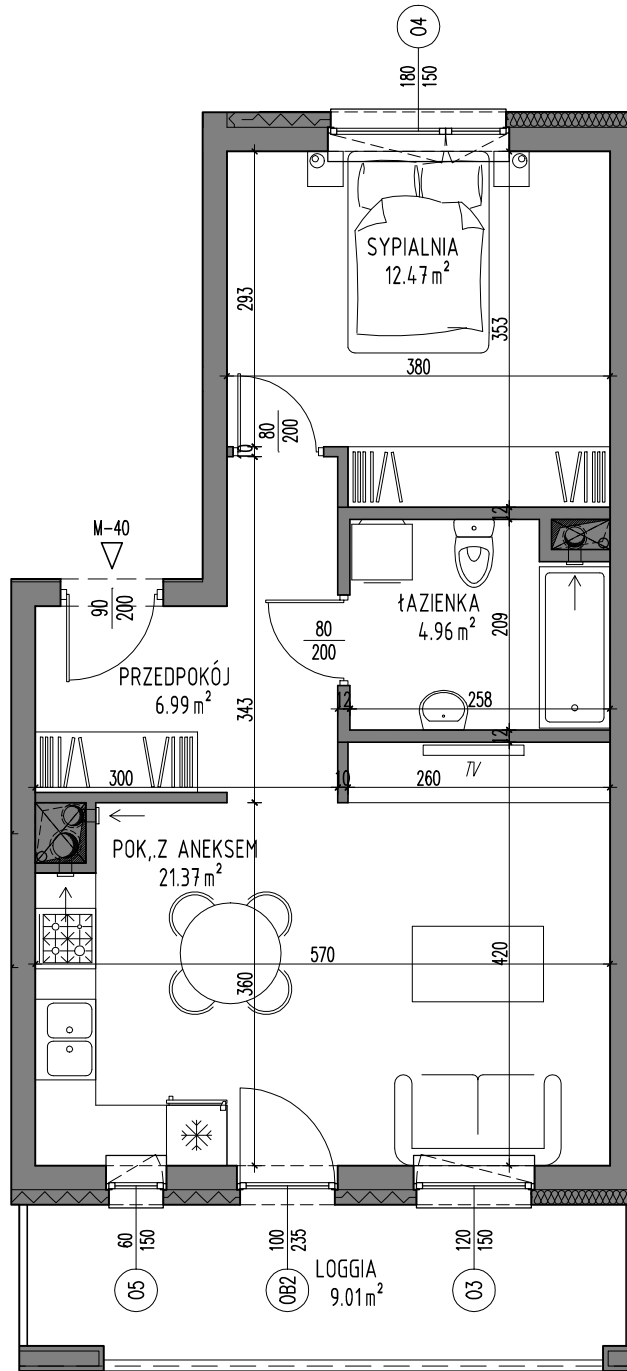 04
180
150
SYPIALNIA
12.47 m²
293
353
380
80
200
10
M-40
90
200
12
ŁAZIENKA
4.96 m²
209
80
200
PRZEDPOKÓJ
6.99 m²
343
12
258
12
TV
300
10
260
POK,.Z ANEKSEM
21.37 m²
570
360
420
60
150
100
235
120
150
LOGGIA
9.01 m²
05
0B2
03